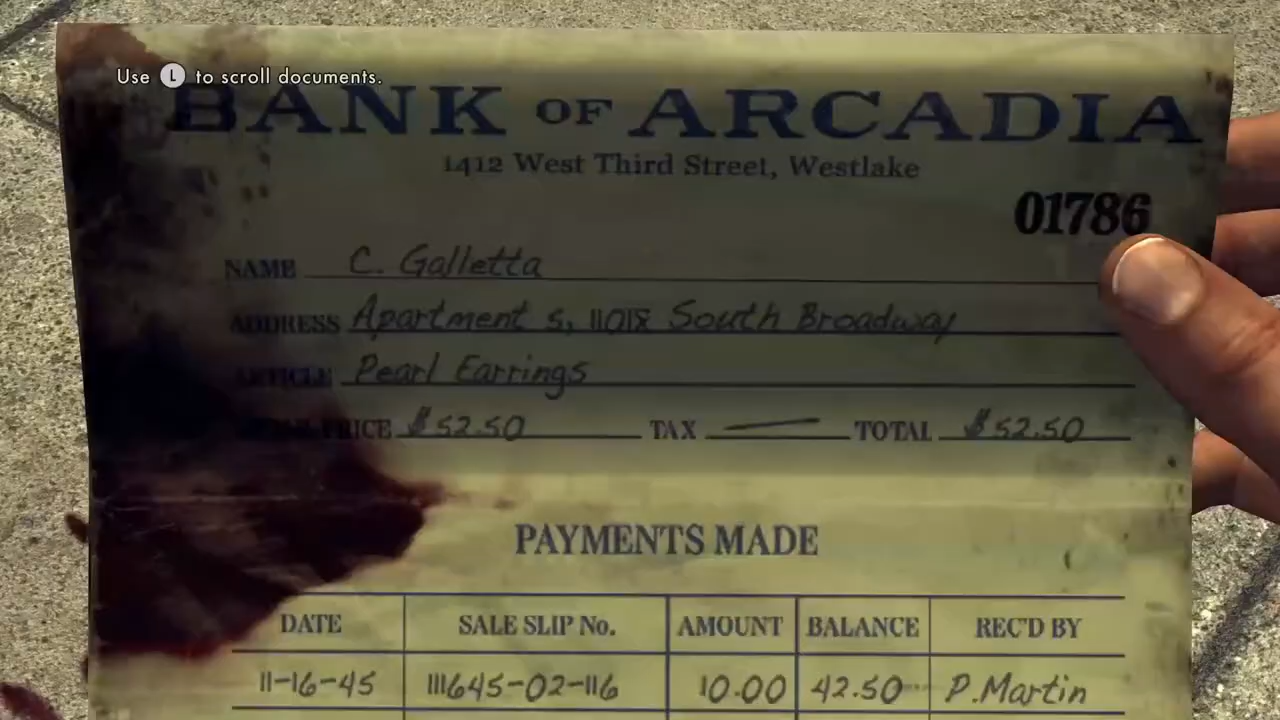 Use L to scroll documents.
BANK OF ARCADIA
1412 West Third Street, Westlake
01786
NAME C. Galletta
ADDRESS Apartment 5, South Broadway
ARTICLE Pearl Earrings
PRICE $52.50 TAX — TOTAL $52.50
PAYMENTS MADE
DATE SALE SLIP No. AMOUNT BALANCE REC'D BY
11-16-45 111645-02-116 10.00 42.50 P. Martin